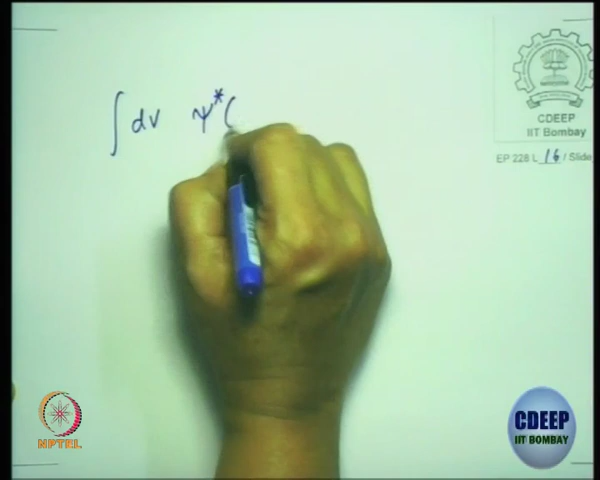 ∫ dv ψ*(
CDEEP
IIT Bombay
EP 228 L 16 / Slide
NPTEL
CDEEP
IIT BOMBAY